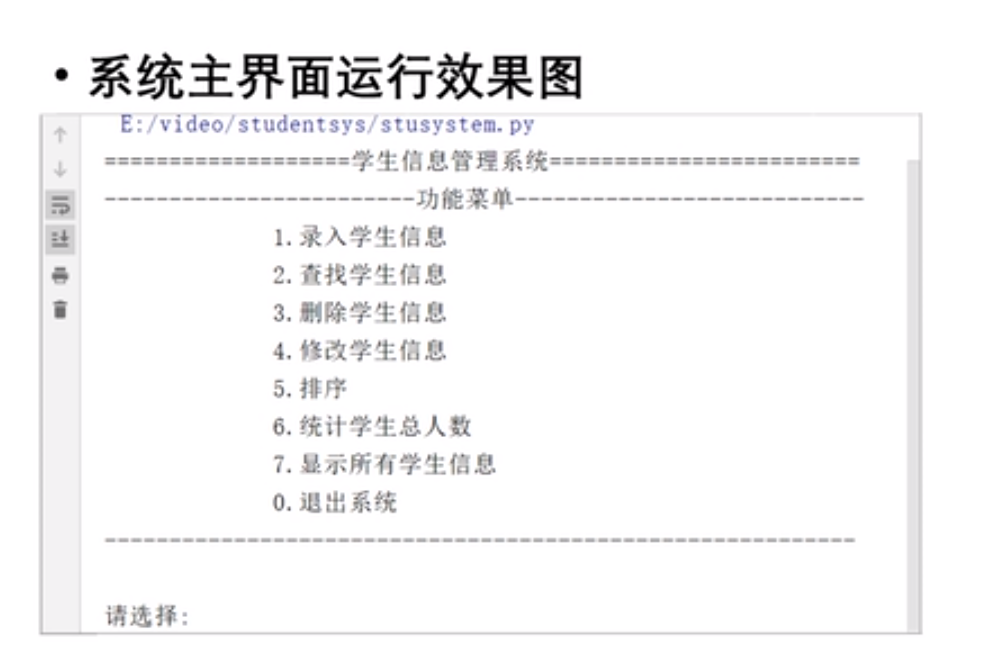 • 系统主界面运行效果图
E:/video/studentsys/stusystem.py
===================学生信息管理系统========================
------------------------功能菜单---------------------------
1.录入学生信息
2.查找学生信息
3.删除学生信息
4.修改学生信息
5.排序
6.统计学生总人数
7.显示所有学生信息
0.退出系统
----------------------------------------------------------
请选择: